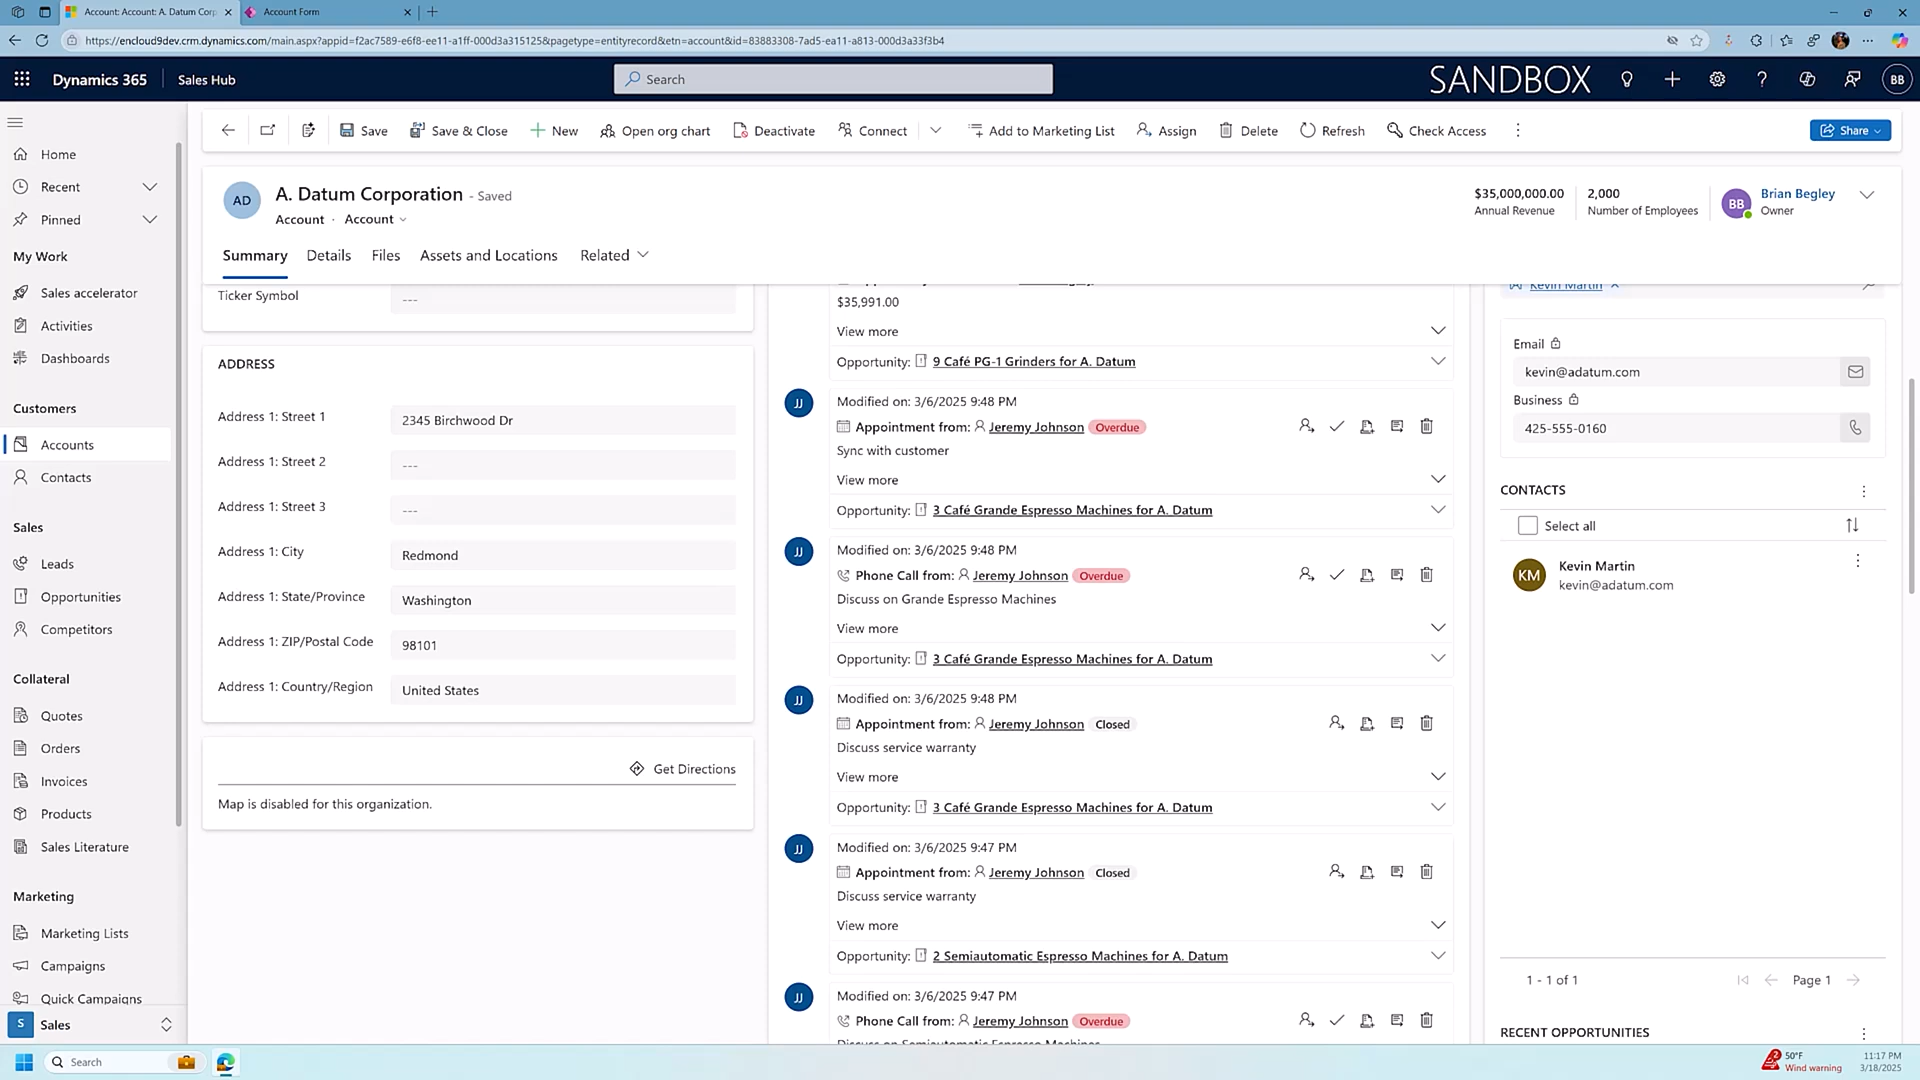 Account: Account: A. Datum Corp
Account Form
https://encloud9dev.crm.dynamics.com/main.aspx?appid=f2ac7589-e6f8-ee11-a1ff-000d3a315125&pagetype=entityrecord&etn=account&id=83883308-7ad5-ea11-a813-000d3a33f3b4
Dynamics 365
Sales Hub
Search
SANDBOX
BB
Save
Save & Close
New
Open org chart
Deactivate
Connect
Add to Marketing List
Assign
Delete
Refresh
Check Access
Share
Home
Recent
Pinned
My Work
Sales accelerator
Activities
Dashboards
Customers
Accounts
Contacts
Sales
Leads
Opportunities
Competitors
Collateral
Quotes
Orders
Invoices
Products
Sales Literature
Marketing
Marketing Lists
Campaigns
Quick Campaigns
S
Sales
AD
A. Datum Corporation - Saved
Account · Account
$35,000,000.00
Annual Revenue
2,000
Number of Employees
BB
Brian Begley
Owner
Summary
Details
Files
Assets and Locations
Related
Ticker Symbol
---
ADDRESS
Address 1: Street 1
2345 Birchwood Dr
Address 1: Street 2
---
Address 1: Street 3
---
Address 1: City
Redmond
Address 1: State/Province
Washington
Address 1: ZIP/Postal Code
98101
Address 1: Country/Region
United States
Get Directions
Map is disabled for this organization.
$35,991.00
View more
Opportunity: 9 Café PG-1 Grinders for A. Datum
JJ
Modified on: 3/6/2025 9:48 PM
Appointment from: Jeremy Johnson Overdue
Sync with customer
View more
Opportunity: 3 Café Grande Espresso Machines for A. Datum
JJ
Modified on: 3/6/2025 9:48 PM
Phone Call from: Jeremy Johnson Overdue
Discuss on Grande Espresso Machines
View more
Opportunity: 3 Café Grande Espresso Machines for A. Datum
JJ
Modified on: 3/6/2025 9:48 PM
Appointment from: Jeremy Johnson Closed
Discuss service warranty
View more
Opportunity: 3 Café Grande Espresso Machines for A. Datum
JJ
Modified on: 3/6/2025 9:47 PM
Appointment from: Jeremy Johnson Closed
Discuss service warranty
View more
Opportunity: 2 Semiautomatic Espresso Machines for A. Datum
JJ
Modified on: 3/6/2025 9:47 PM
Phone Call from: Jeremy Johnson Overdue
Discuss on Semiautomatic Espresso Machines
Kevin Martin
Email
kevin@adatum.com
Business
425-555-0160
CONTACTS
Select all
KM
Kevin Martin
kevin@adatum.com
1 - 1 of 1
Page 1
RECENT OPPORTUNITIES
Search
2
50°F
Wind warning
11:17 PM
3/18/2025